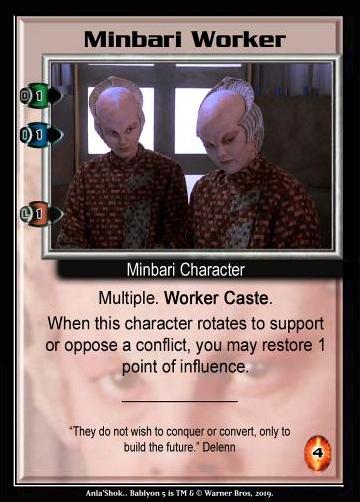 Minbari Worker
D 1
I 1
L 1
Minbari Character
Multiple. Worker Caste.
When this character rotates to support
or oppose a conflict, you may restore 1
point of influence.
“They do not wish to conquer or convert, only to
build the future.” Delenn
4
Anla'Shok.. Bablyon 5 is TM & © Warner Bros, 2019.